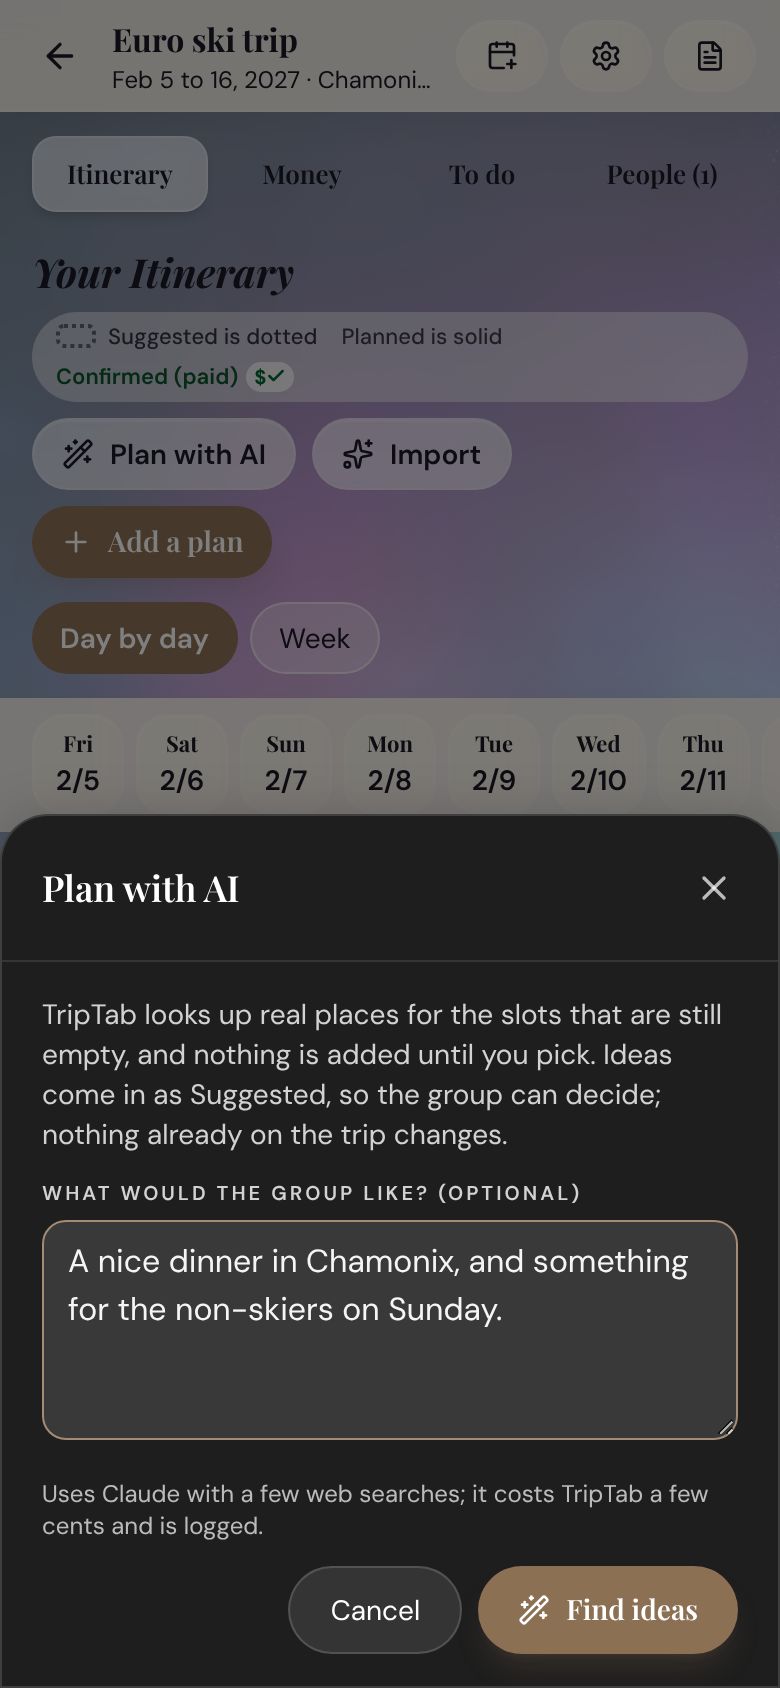 Euro ski trip
Feb 5 to 16, 2027 · Chamoni...
Itinerary
Money
To do
People (1)
Your Itinerary
Suggested is dotted
Planned is solid
Confirmed (paid) $✓
Plan with AI
Import
Add a plan
Day by day
Week
Fri
2/5
Sat
2/6
Sun
2/7
Mon
2/8
Tue
2/9
Wed
2/10
Thu
2/11
Plan with AI
TripTab looks up real places for the slots that are still
empty, and nothing is added until you pick. Ideas
come in as Suggested, so the group can decide;
nothing already on the trip changes.
WHAT WOULD THE GROUP LIKE? (OPTIONAL)
A nice dinner in Chamonix, and something
for the non-skiers on Sunday.
Uses Claude with a few web searches; it costs TripTab a few
cents and is logged.
Cancel
Find ideas